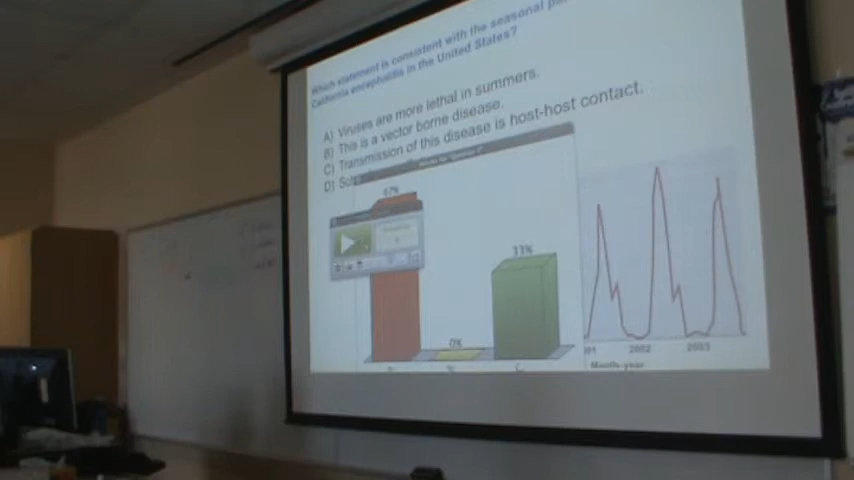 Which statement is consistent with the seasonal
California encephalitis in the United States?
A) Viruses are more lethal in summers.
B) This is a vector borne disease.
C) Transmission of this disease is host-host contact.
D)
67%
0%
33%
2002 2003
Month-year